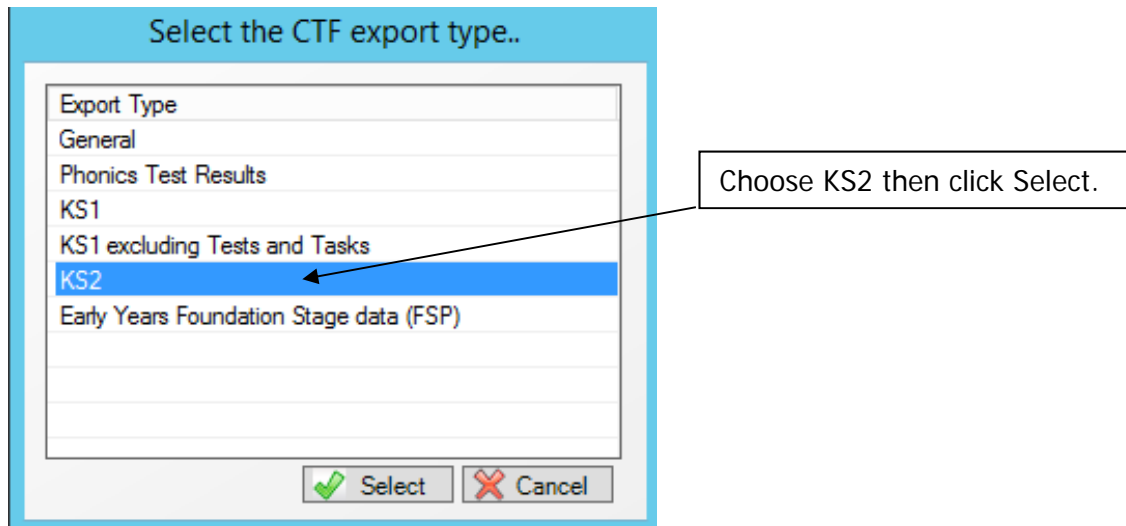 Select the CTF export type..
Export Type
General
Phonics Test Results
KS1
KS1 excluding Tests and Tasks
KS2
Early Years Foundation Stage data (FSP)
Select
Cancel
Choose KS2 then click Select.